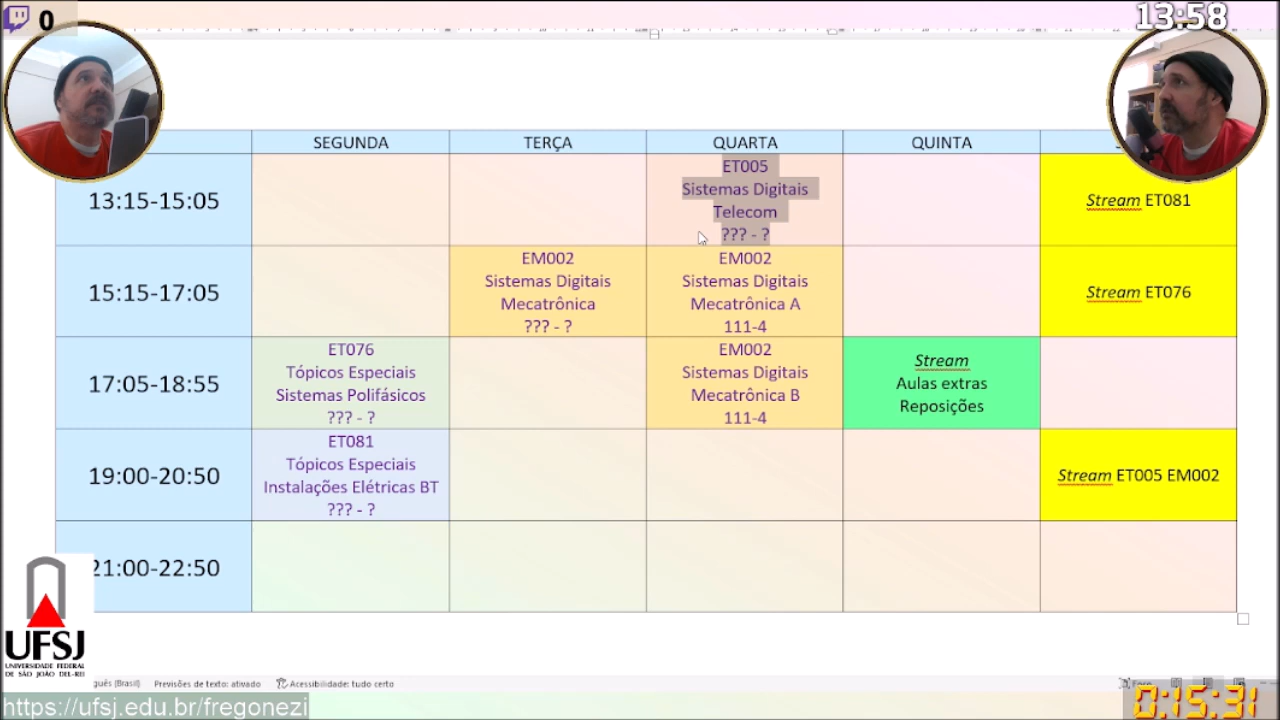 0
13:58
SEGUNDA
TERÇA
QUARTA
QUINTA
13:15-15:05
ET005
Sistemas Digitais
Telecom
??? - ?
Stream ET081
15:15-17:05
EM002
Sistemas Digitais
Mecatrônica
??? - ?
EM002
Sistemas Digitais
Mecatrônica A
111-4
Stream ET076
17:05-18:55
ET076
Tópicos Especiais
Sistemas Polifásicos
??? - ?
EM002
Sistemas Digitais
Mecatrônica B
111-4
Stream
Aulas extras
Reposições
19:00-20:50
ET081
Tópicos Especiais
Instalações Elétricas BT
??? - ?
Stream ET005 EM002
21:00-22:50
UFSJ
UNIVERSIDADE FEDERAL
DE SÃO JOÃO DEL-REI
(Brasil) Previsões de texto: ativado Acessibilidade: tudo certo
https://ufsj.edu.br/fregonezi
0:15:31